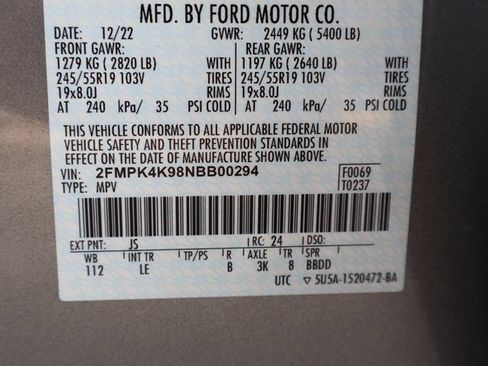 MFD. BY FORD MOTOR CO.
DATE: 12/22 GVWR: 2449 KG ( 5400 LB)
FRONT GAWR: REAR GAWR:
1279 KG ( 2820 LB) WITH 1197 KG ( 2640 LB) WITH
245/55R19 103V TIRES 245/55R19 103V TIRES
19x8.0J RIMS 19x8.0J RIMS
AT 240 kPa/ 35 PSI COLD AT 240 kPa/ 35 PSI COLD
THIS VEHICLE CONFORMS TO ALL APPLICABLE FEDERAL MOTOR
VEHICLE SAFETY AND THEFT PREVENTION STANDARDS IN
EFFECT ON THE DATE OF MANUFACTURE SHOWN ABOVE.
VIN: 2FMPK4K98NBB00294 F0069
TYPE: MPV T0237
EXT PNT: JS RC: 24 DSO:
WB INT TR TP/PS R AXLE TR SPR
112 LE B 3K 8 BBDD
UTC ▽ 5U5A-1520472-BA